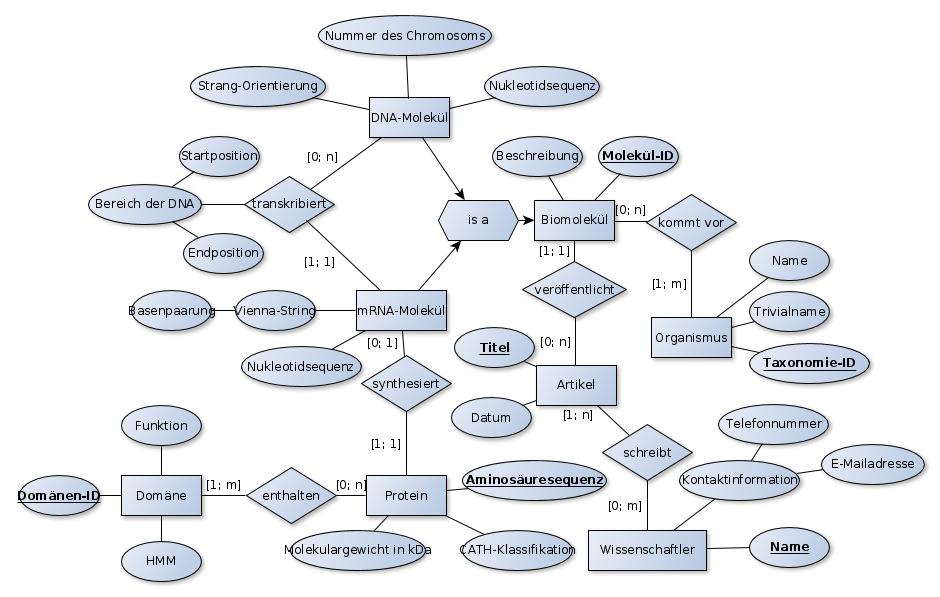 Nummer des Chromosoms
Strang-Orientierung
Nukleotidsequenz
DNA-Molekül
Startposition
[0; n]
Beschreibung
Molekül-ID
Bereich der DNA
transkribiert
is a
Biomolekül
[0; n]
kommt vor
Endposition
[1; 1]
[1; 1]
Name
veröffentlicht
[1; m]
Basenpaarung
Vienna-String
mRNA-Molekül
Trivialname
Organismus
[0; 1]
Titel
[0; n]
Taxonomie-ID
Nukleotidsequenz
synthesiert
Artikel
Datum
[1; n]
Funktion
[1; 1]
Telefonnummer
schreibt
E-Mailadresse
Domänen-ID
Domäne
[1; m]
enthalten
[0; n]
Protein
Aminosäuresequenz
Kontaktinformation
[0; m]
HMM
Molekulargewicht in kDa
CATH-Klassifikation
Wissenschaftler
Name